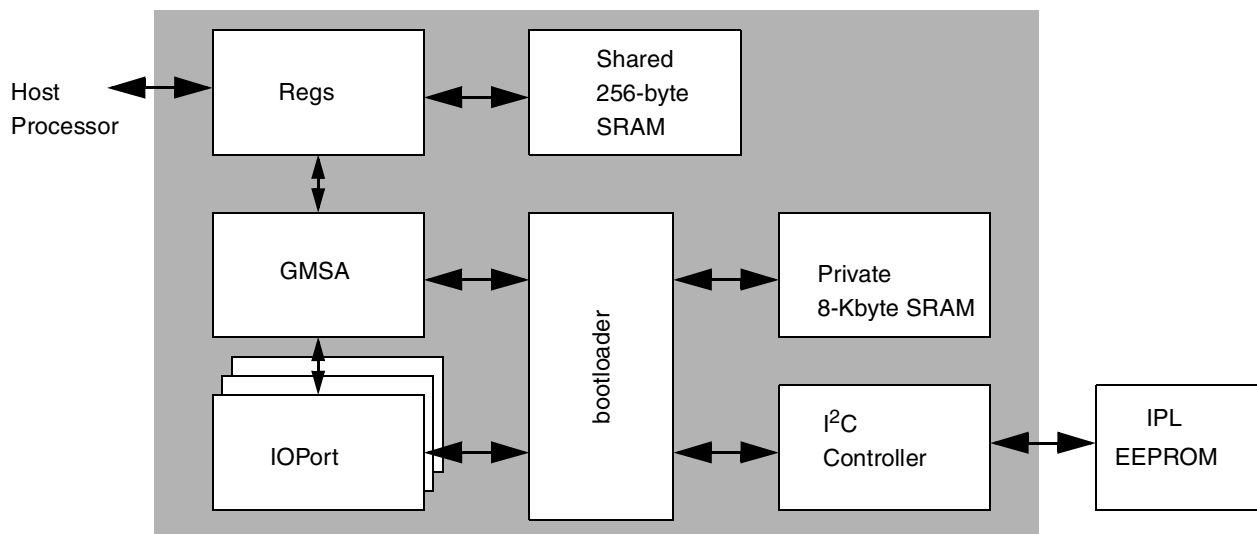 Host
Processor
Regs
Shared
256-byte
SRAM
GMSA
bootloader
Private
8-Kbyte SRAM
IOPort
I²C
Controller
IPL
EEPROM